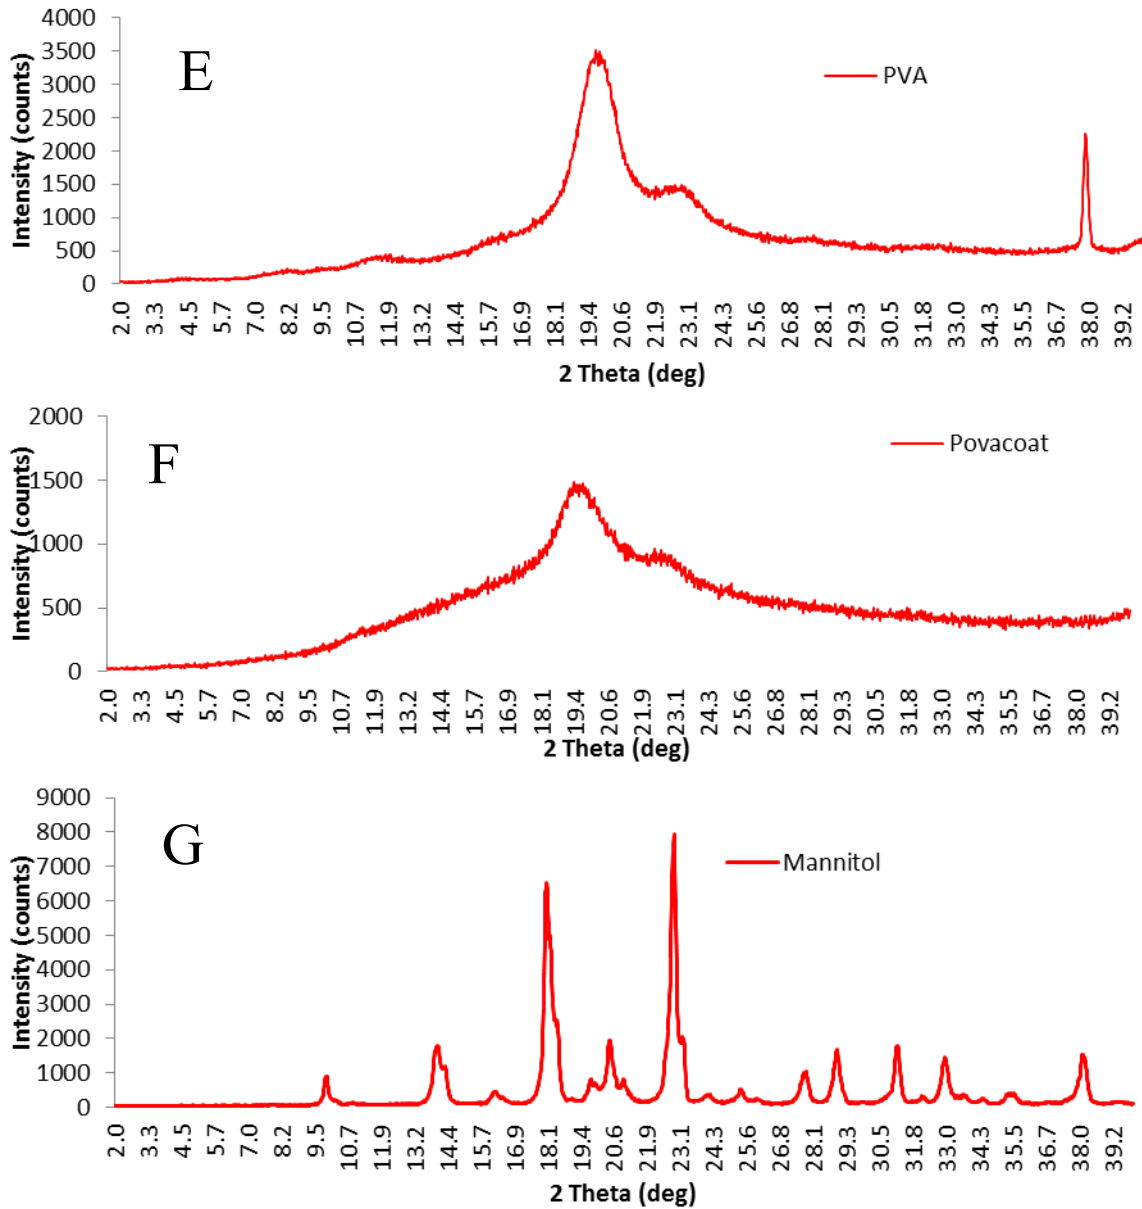 E
PVA
Intensity (counts)
4000
3500
3000
2500
2000
1500
1000
500
0
2.0 3.3 4.5 5.7 7.0 8.2 9.5 10.7 11.9 13.2 14.4 15.7 16.9 18.1 19.4 20.6 21.9 23.1 24.3 25.6 26.8 28.1 29.3 30.5 31.8 33.0 34.3 35.5 36.7 38.0 39.2
2 Theta (deg)
F
Povacoat
Intensity (counts)
2000
1500
1000
500
0
2.0 3.3 4.5 5.7 7.0 8.2 9.5 10.7 11.9 13.2 14.4 15.7 16.9 18.1 19.4 20.6 21.9 23.1 24.3 25.6 26.8 28.1 29.3 30.5 31.8 33.0 34.3 35.5 36.7 38.0 39.2
2 Theta (deg)
G
Mannitol
Intensity (counts)
9000
8000
7000
6000
5000
4000
3000
2000
1000
0
2.0 3.3 4.5 5.7 7.0 8.2 9.5 10.7 11.9 13.2 14.4 15.7 16.9 18.1 19.4 20.6 21.9 23.1 24.3 25.6 26.8 28.1 29.3 30.5 31.8 33.0 34.3 35.5 36.7 38.0 39.2
2 Theta (deg)